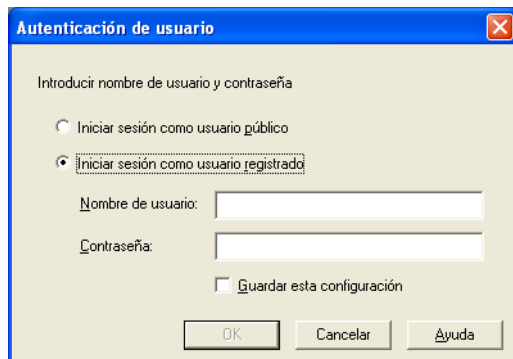 Autenticación de usuario
Introducir nombre de usuario y contraseña
Iniciar sesión como usuario público
Iniciar sesión como usuario registrado
Nombre de usuario:
Contraseña:
Guardar esta configuración
OK Cancelar Ayuda